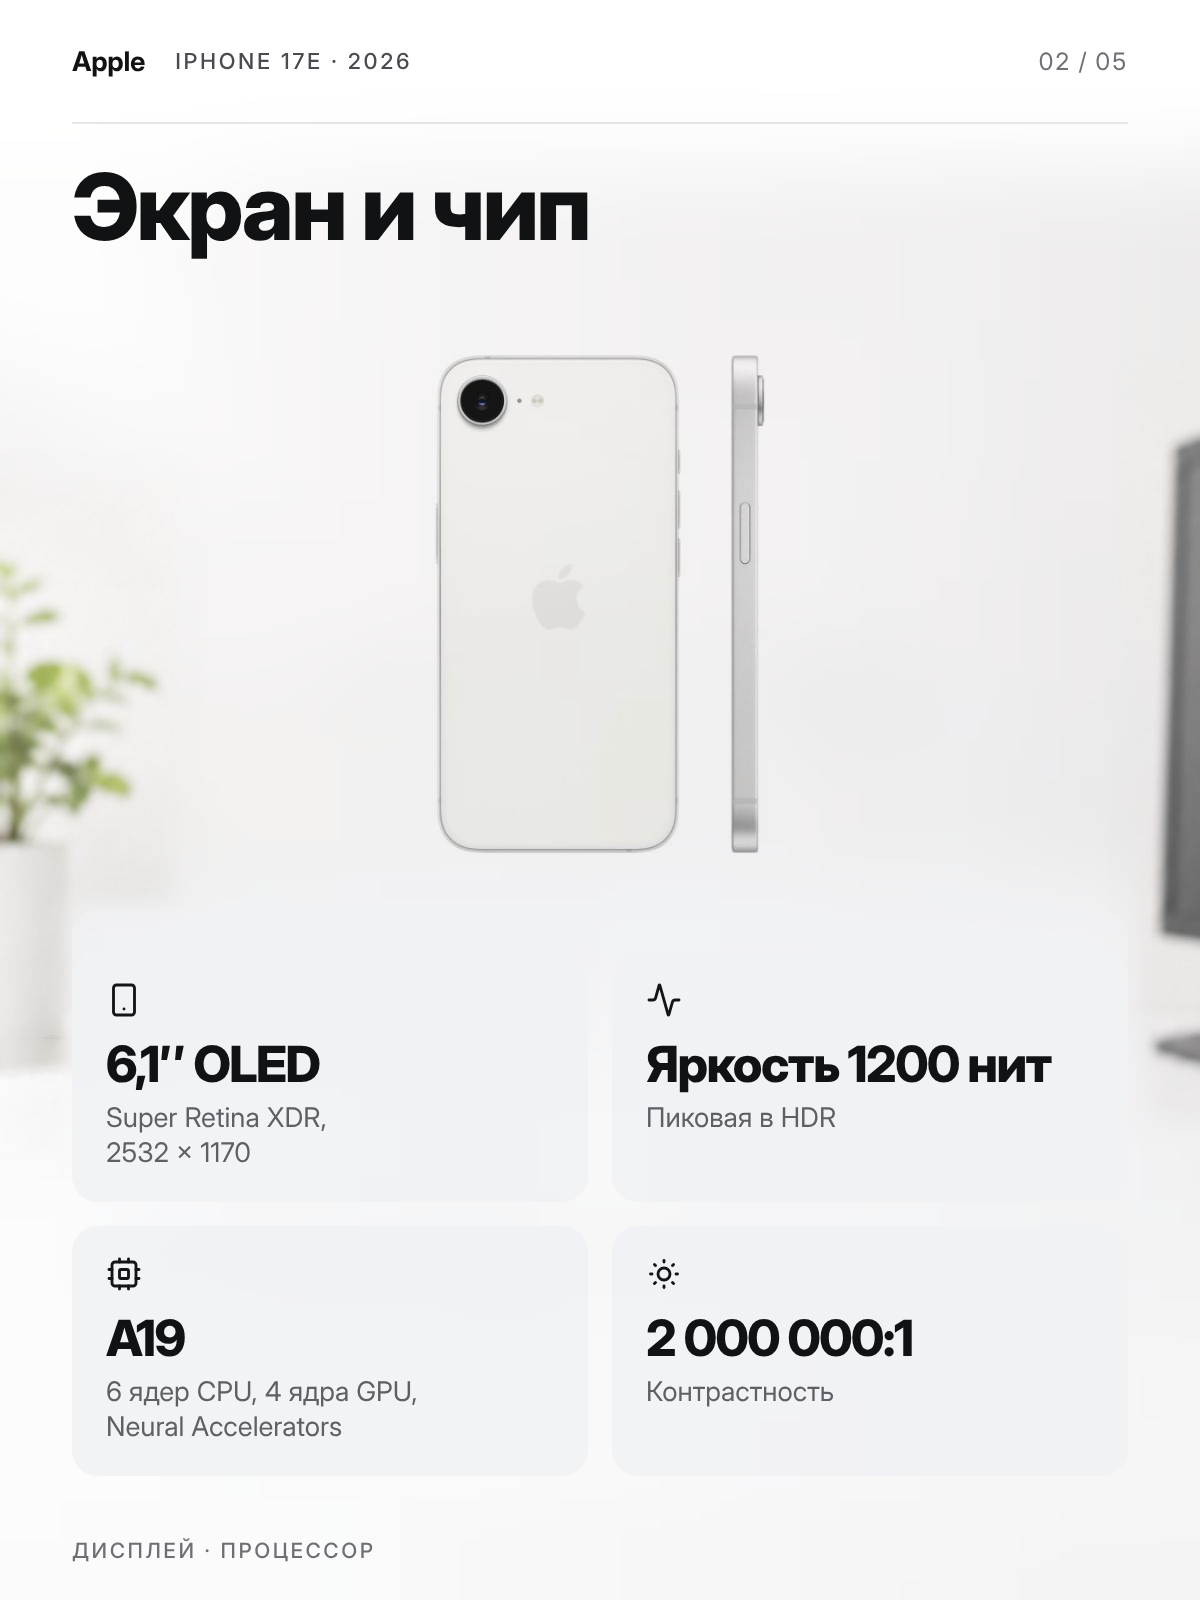 Apple IPHONE 17E · 2026 02 / 05
Экран и чип
6,1″ OLED
Super Retina XDR,
2532 × 1170
Яркость 1200 нит
Пиковая в HDR
A19
6 ядер CPU, 4 ядра GPU,
Neural Accelerators
2 000 000:1
Контрастность
ДИСПЛЕЙ · ПРОЦЕССОР